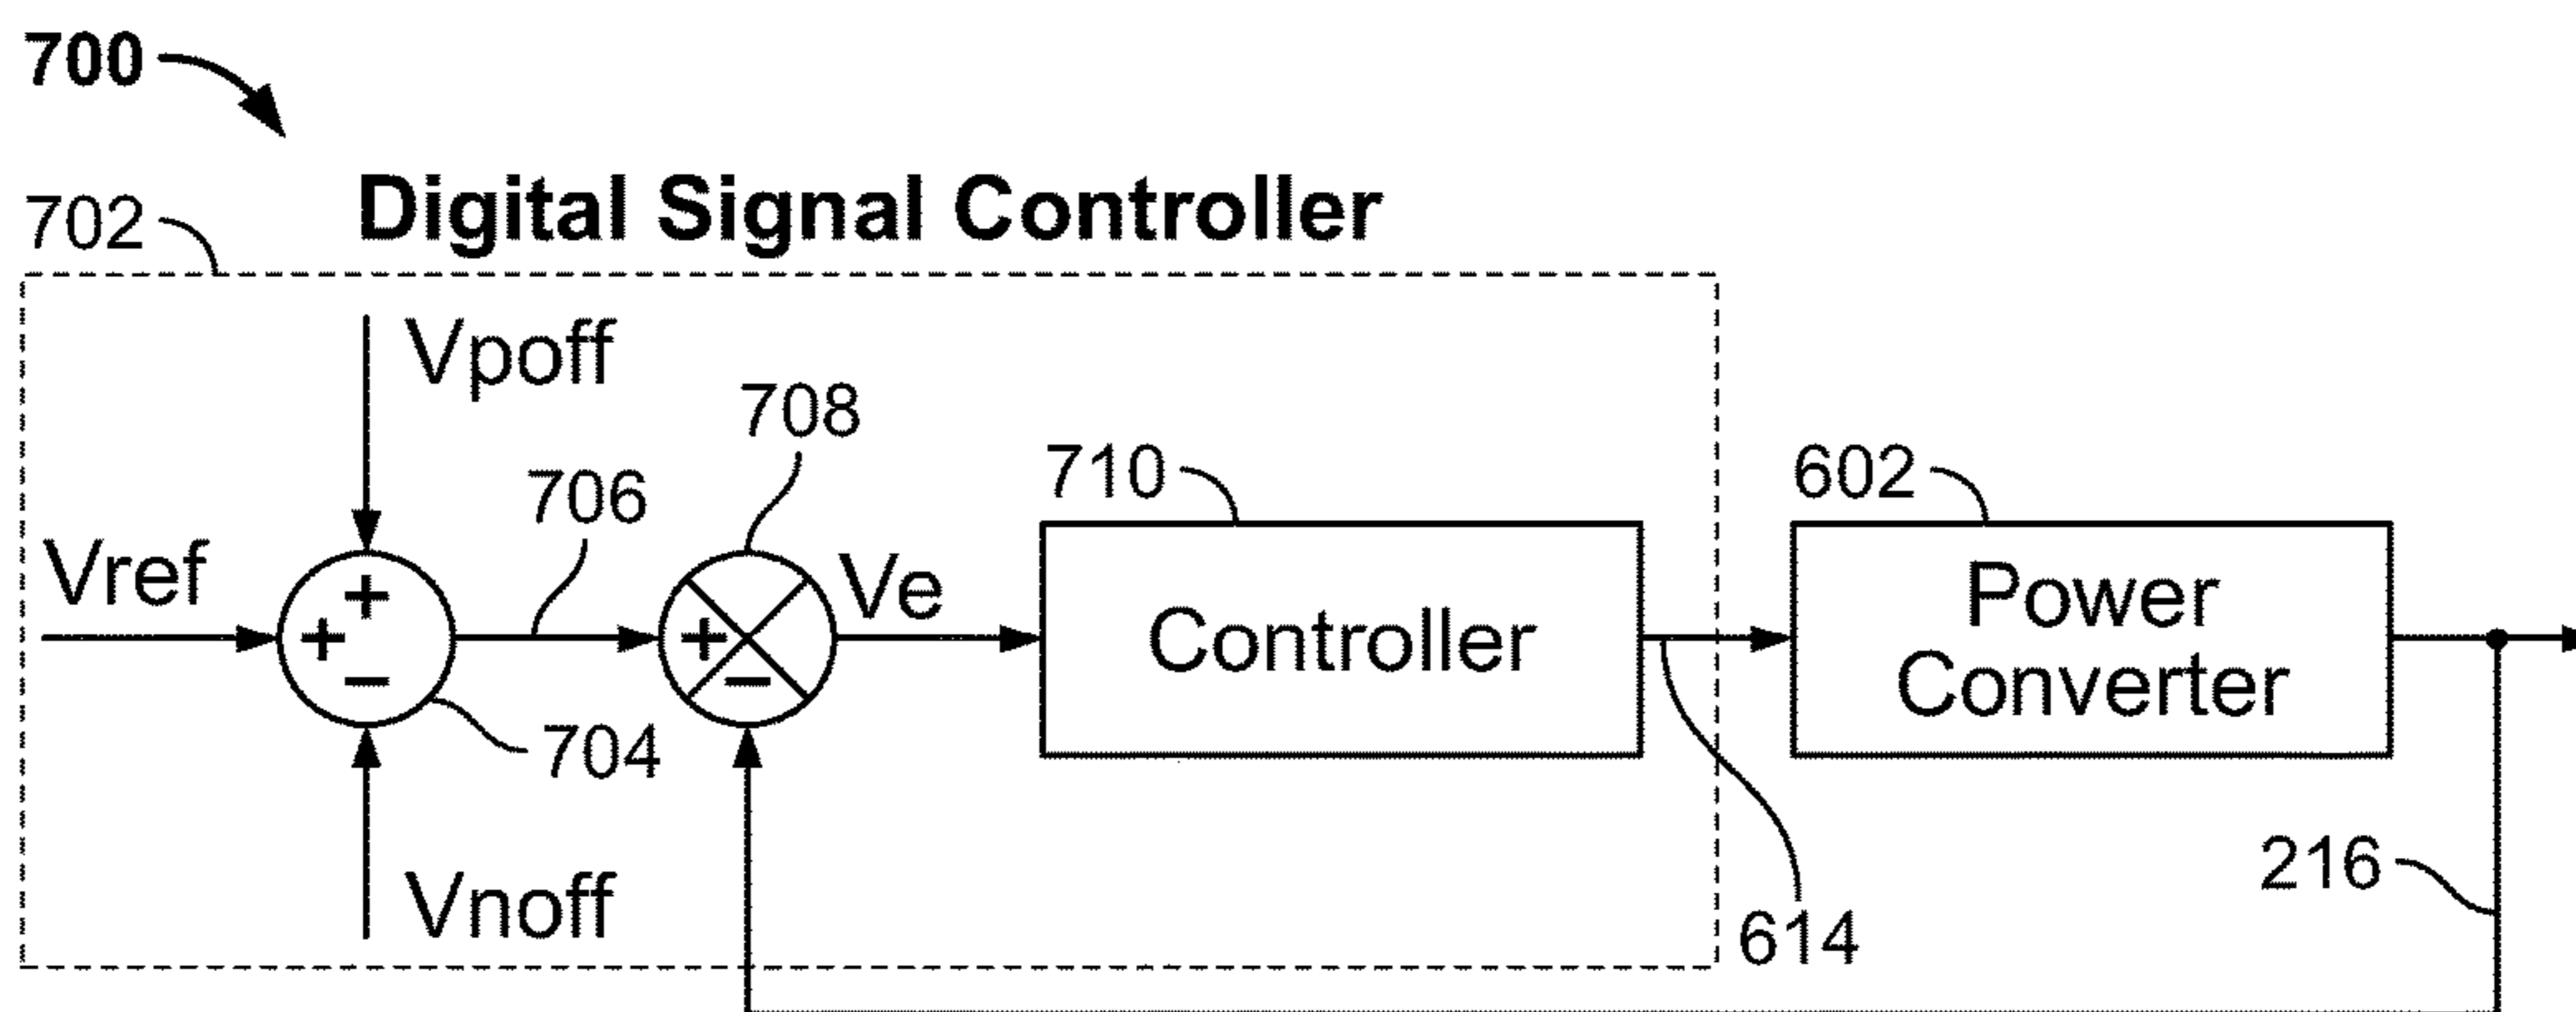 700
702
Digital Signal Controller
Vpoff
708
706
710
602
Vref
+
+
−
+
−
Ve
Controller
Power
Converter
704
Vnoff
614
216